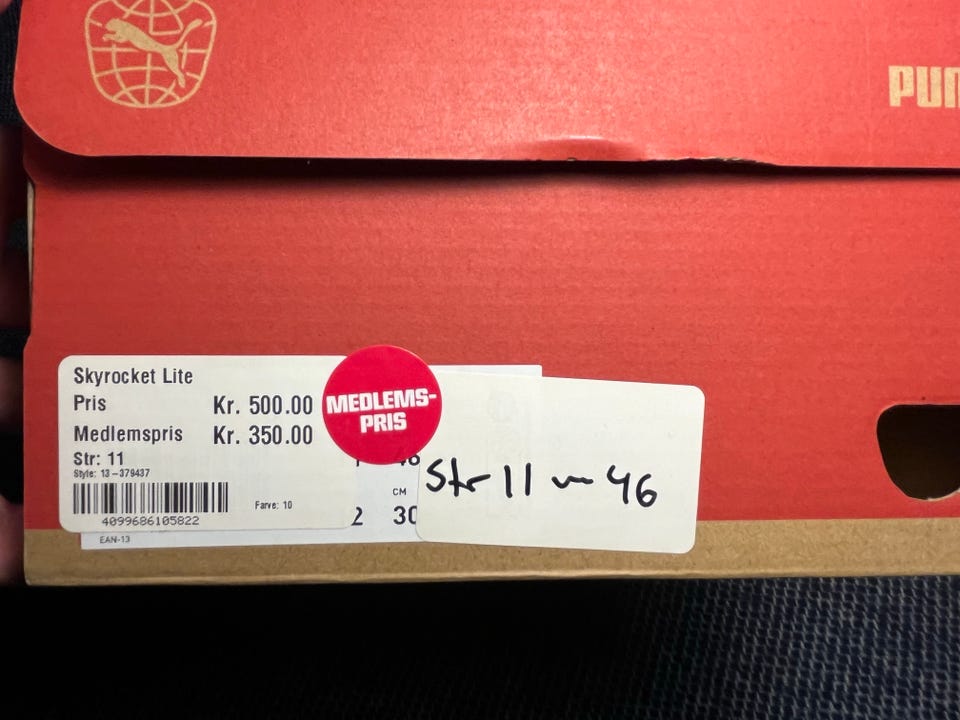 PUM
Skyrocket Lite
Pris Kr. 500.00
Medlemspris Kr. 350.00
Str: 11
Style: 13-379437
Farve: 10
4099686105822
EAN-13
MEDLEMS-
PRIS
46
CM
2 30
Str 11 ~ 46